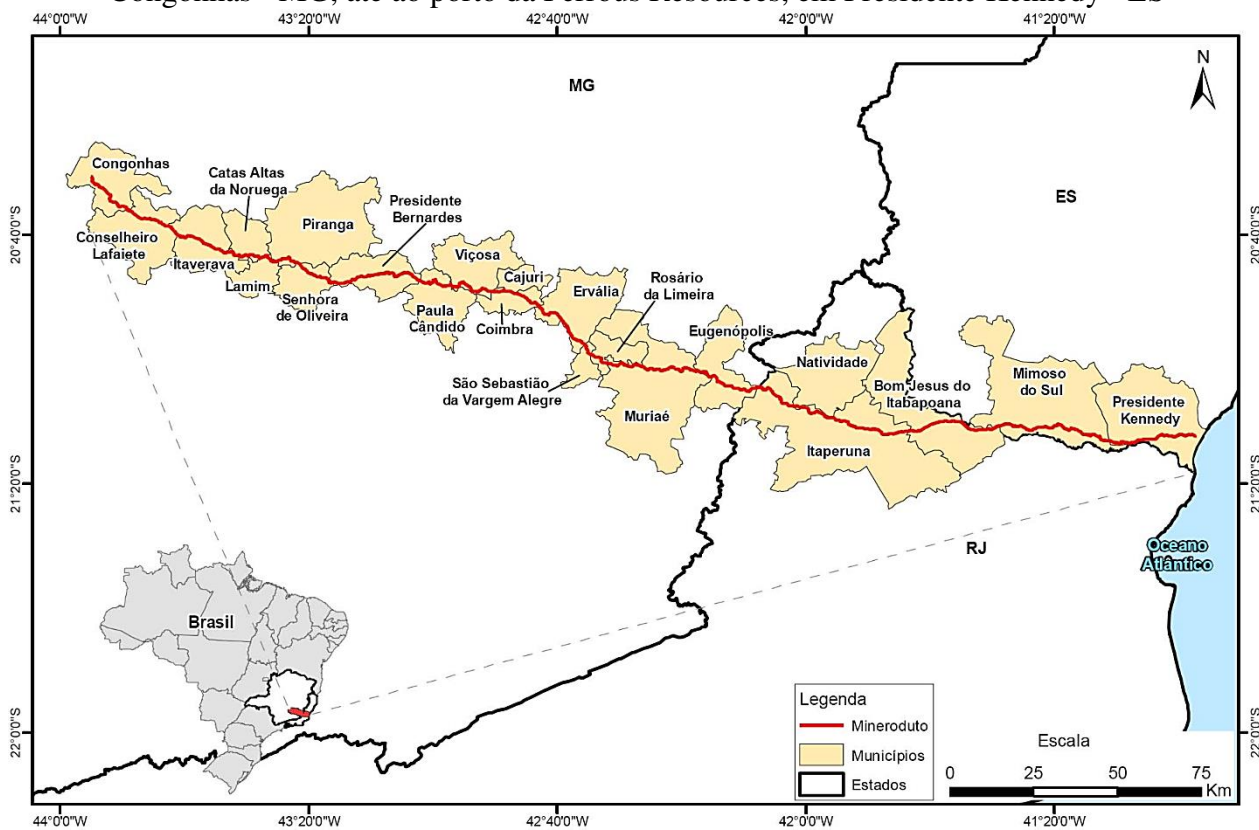 Congonhas - MG, até ao porto da Ferrous Resources, em Presidente Kennedy - ES
44°0'0"W
43°20'0"W
42°40'0"W
42°0'0"W
41°20'0"W
N
MG
ES
Congonhas
Catas Altas
da Noruega
Presidente
Bernardes
Piranga
20°40'0"S
20°40'0"S
Conselheiro
Lafaiete
Itaverava
Lamim
Senhora
de Oliveira
Viçosa
Cajuri
Paula
Cândido
Coimbra
Ervália
Rosário
da Limeira
Eugenópolis
São Sebastião
da Vargem Alegre
Muriaé
Natividade
Bom Jesus do
Itabapoana
Mimoso
do Sul
Presidente
Kennedy
Itaperuna
21°20'0"S
21°20'0"S
RJ
Oceano
Atlântico
Brasil
Legenda
Mineroduto
Municípios
Estados
Escala
0 25 50 75
Km
22°0'0"S
22°0'0"S
44°0'0"W
43°20'0"W
42°40'0"W
42°0'0"W
41°20'0"W